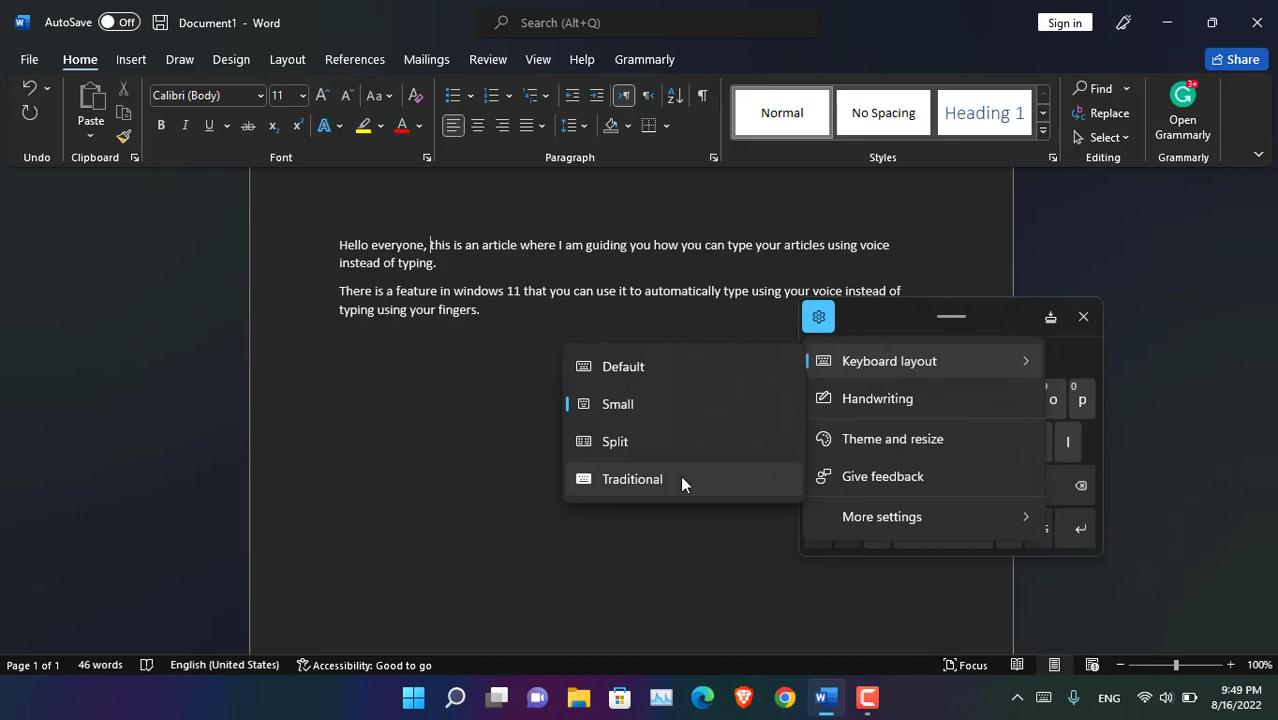 AutoSave Off Document1 - Word Search (Alt+Q) Sign in
File Home Insert Draw Design Layout References Mailings Review View Help Grammarly Share
Paste
Calibri (Body) 11
Aa
B I U ab x₂ x² A A
Normal
No Spacing
Heading 1
Find
Replace
Select
3+
Open
Grammarly
Undo Clipboard Font Paragraph Styles Editing Grammarly
Hello everyone, this is an article where I am guiding you how you can type your articles using voice
instead of typing.
There is a feature in windows 11 that you can use it to automatically type using your voice instead of
typing using your fingers.
Default
Small
Split
Traditional
Keyboard layout
Handwriting
Theme and resize
Give feedback
More settings
o 0 p
l
Page 1 of 1 46 words English (United States) Accessibility: Good to go Focus 100%
ENG
9:49 PM
8/16/2022